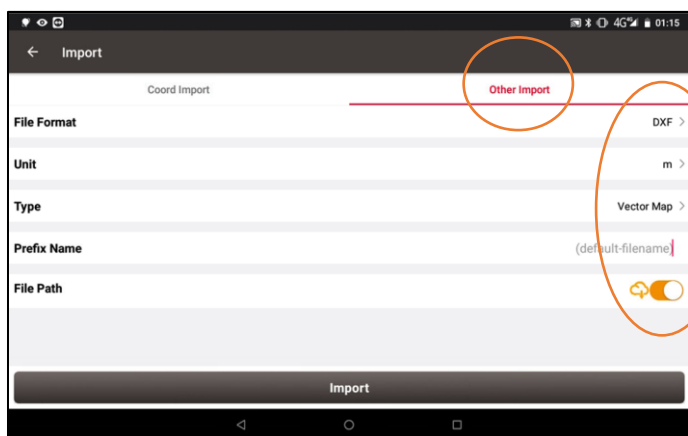 4G 01:15
Import
Coord Import Other Import
File Format DXF
Unit m
Type Vector Map
Prefix Name (default-filename)
File Path
Import